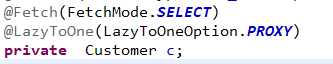 @Fetch(FetchMode.SELECT)
@LazyToOne(LazyToOneOption.PROXY)
private Customer c;